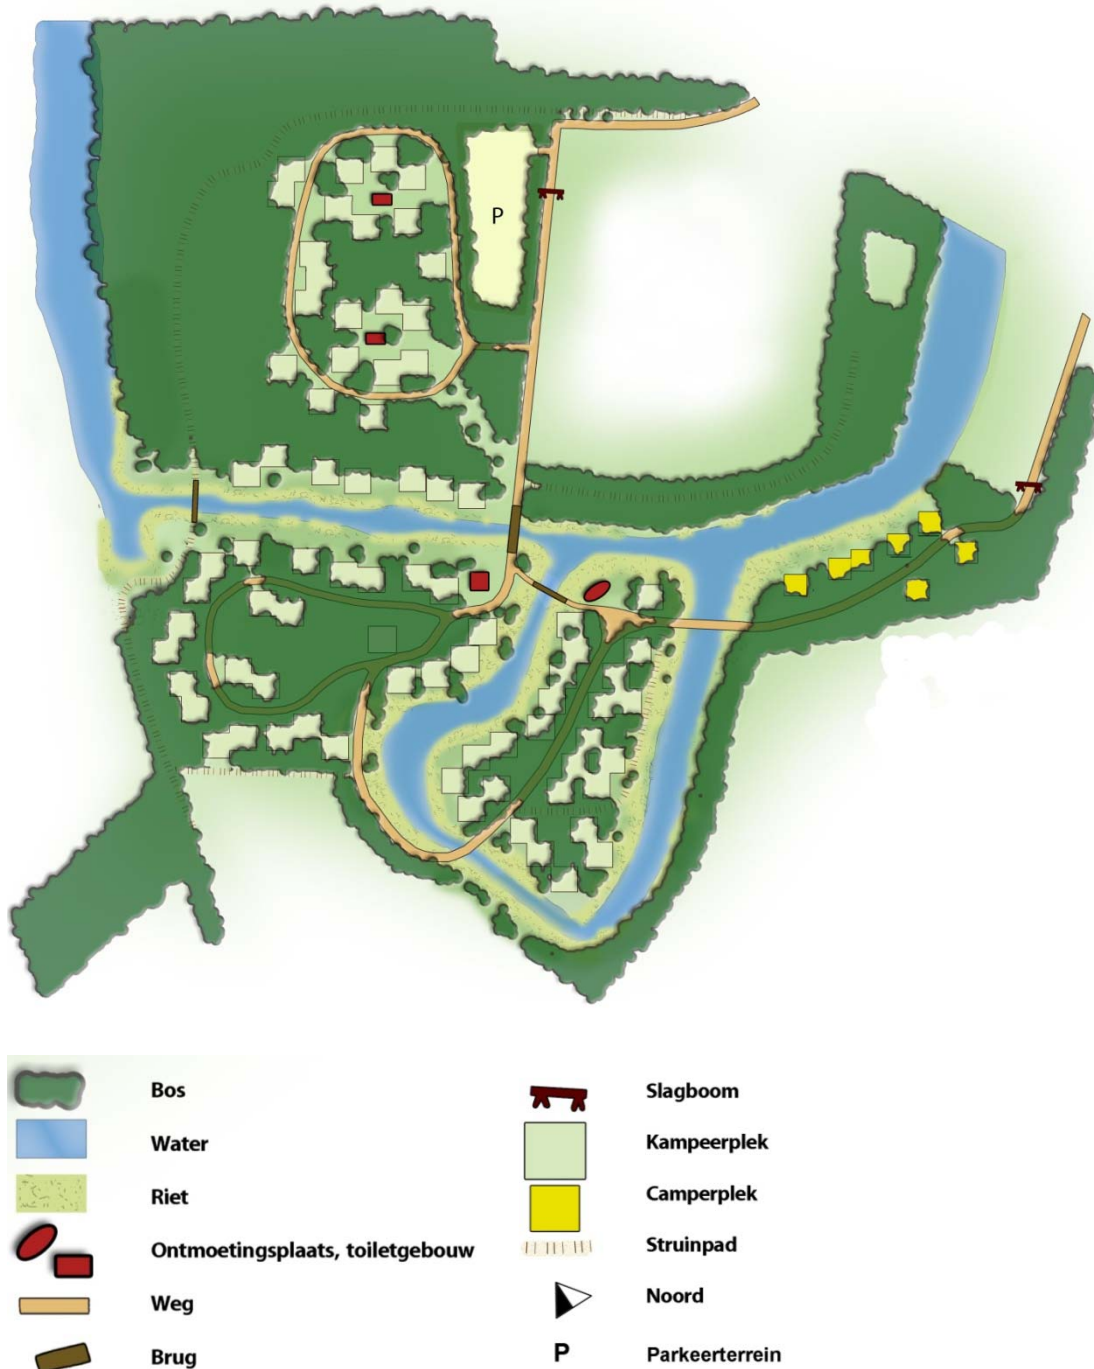 P
Bos
Water
Riet
Ontmoetingsplaats, toiletgebouw
Weg
Brug
Slagboom
Kampeerplek
Camperplek
Struinpad
Noord
P Parkeerterrein